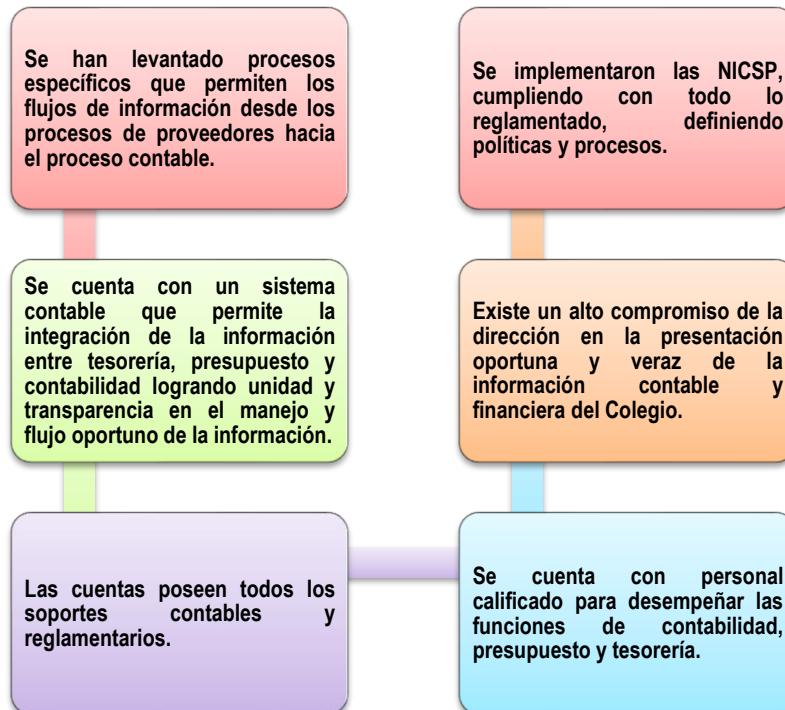 Se han levantado procesos
específicos que permiten los
flujos de información desde los
procesos de proveedores hacia
el proceso contable.
Se cuenta con un sistema
contable que permite la
integración de la información
entre tesorería, presupuesto y
contabilidad logrando unidad y
transparencia en el manejo y
flujo oportuno de la información.
Las cuentas poseen todos los
soportes contables y
reglamentarios.
Se cuenta con personal
calificado para desempeñar las
funciones de contabilidad,
presupuesto y tesorería.
Existe un alto compromiso de la
dirección en la presentación
oportuna y veraz de la
información contable y
financiera del Colegio.
Se implementaron las NICSP,
cumpliendo con todo lo
reglamentado, definiendo
políticas y procesos.